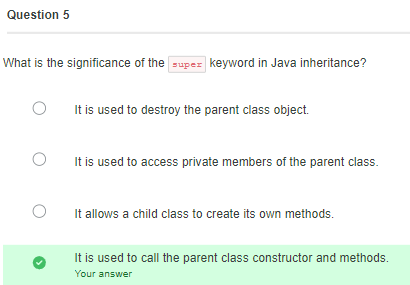 Question 5
What is the significance of the super keyword in Java inheritance?
It is used to destroy the parent class object.
It is used to access private members of the parent class.
It allows a child class to create its own methods.
It is used to call the parent class constructor and methods.
Your answer